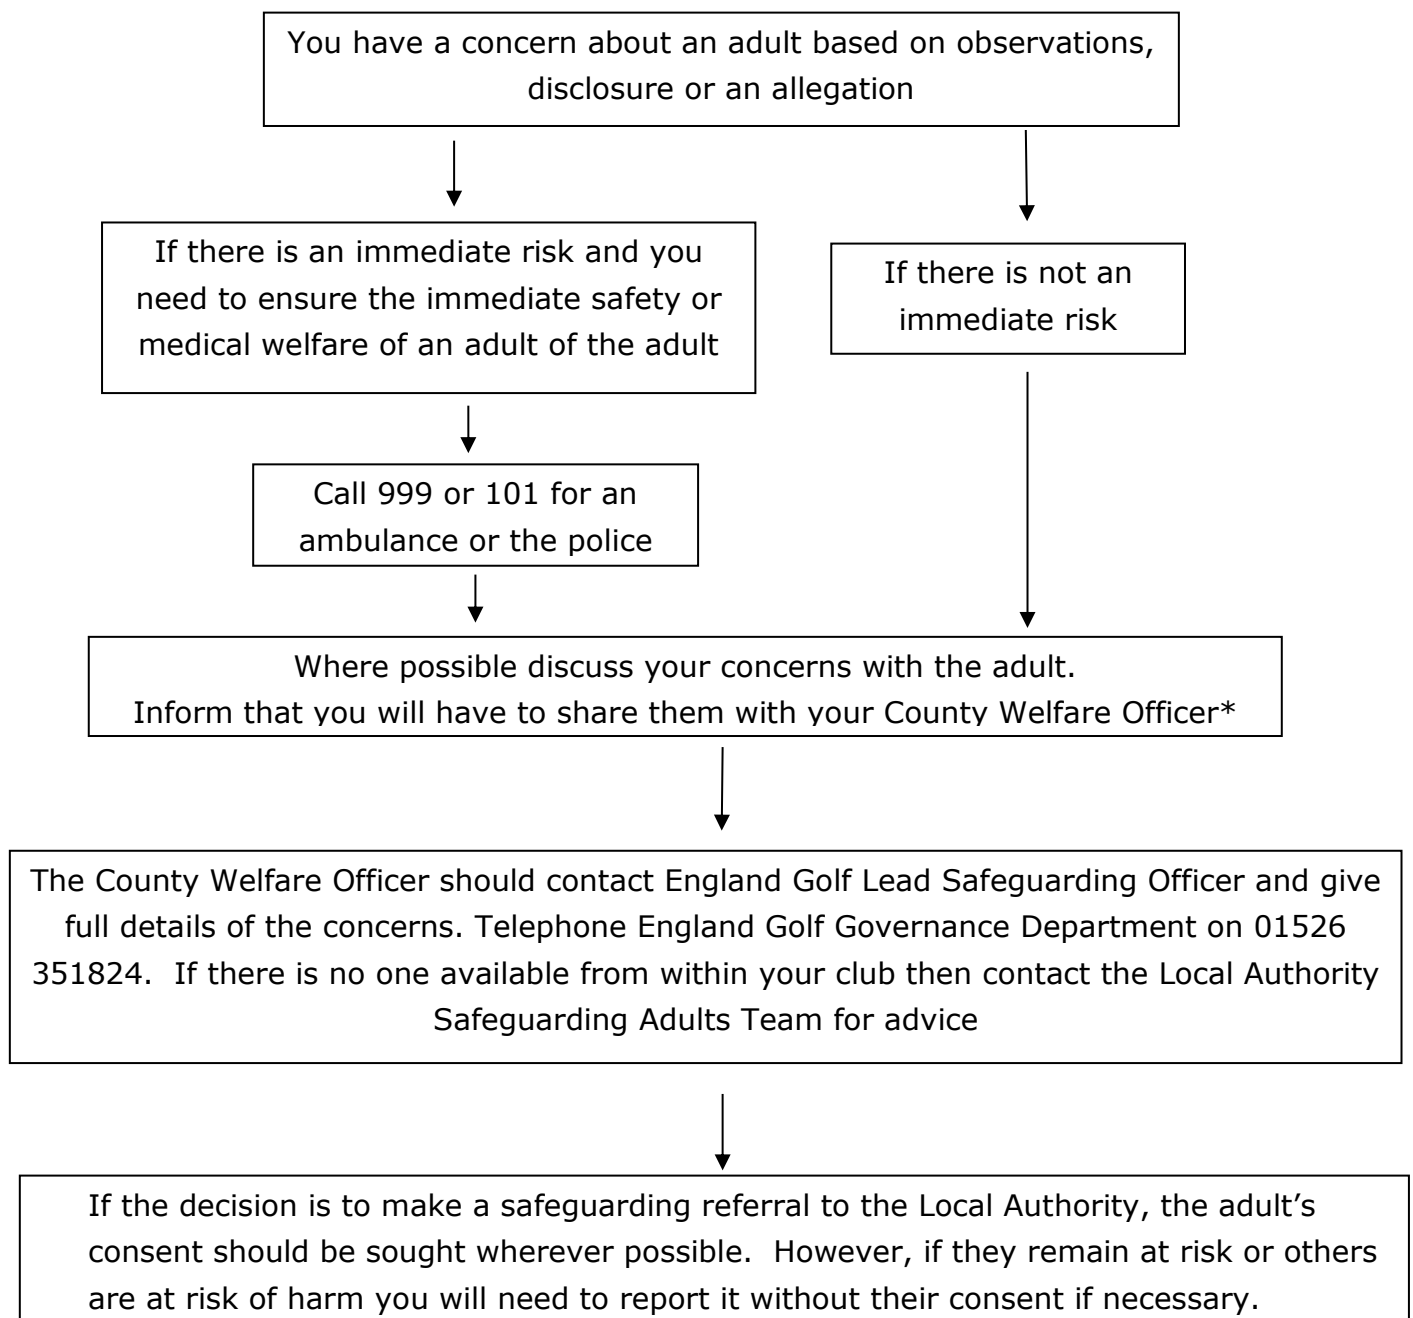 You have a concern about an adult based on observations,
disclosure or an allegation
If there is an immediate risk and you
need to ensure the immediate safety or
medical welfare of an adult of the adult
If there is not an
immediate risk
Call 999 or 101 for an
ambulance or the police
Where possible discuss your concerns with the adult.
Inform that you will have to share them with your County Welfare Officer*
The County Welfare Officer should contact England Golf Lead Safeguarding Officer and give
full details of the concerns. Telephone England Golf Governance Department on 01526
351824.  If there is no one available from within your club then contact the Local Authority
Safeguarding Adults Team for advice
If the decision is to make a safeguarding referral to the Local Authority, the adult’s
consent should be sought wherever possible.  However, if they remain at risk or others
are at risk of harm you will need to report it without their consent if necessary.